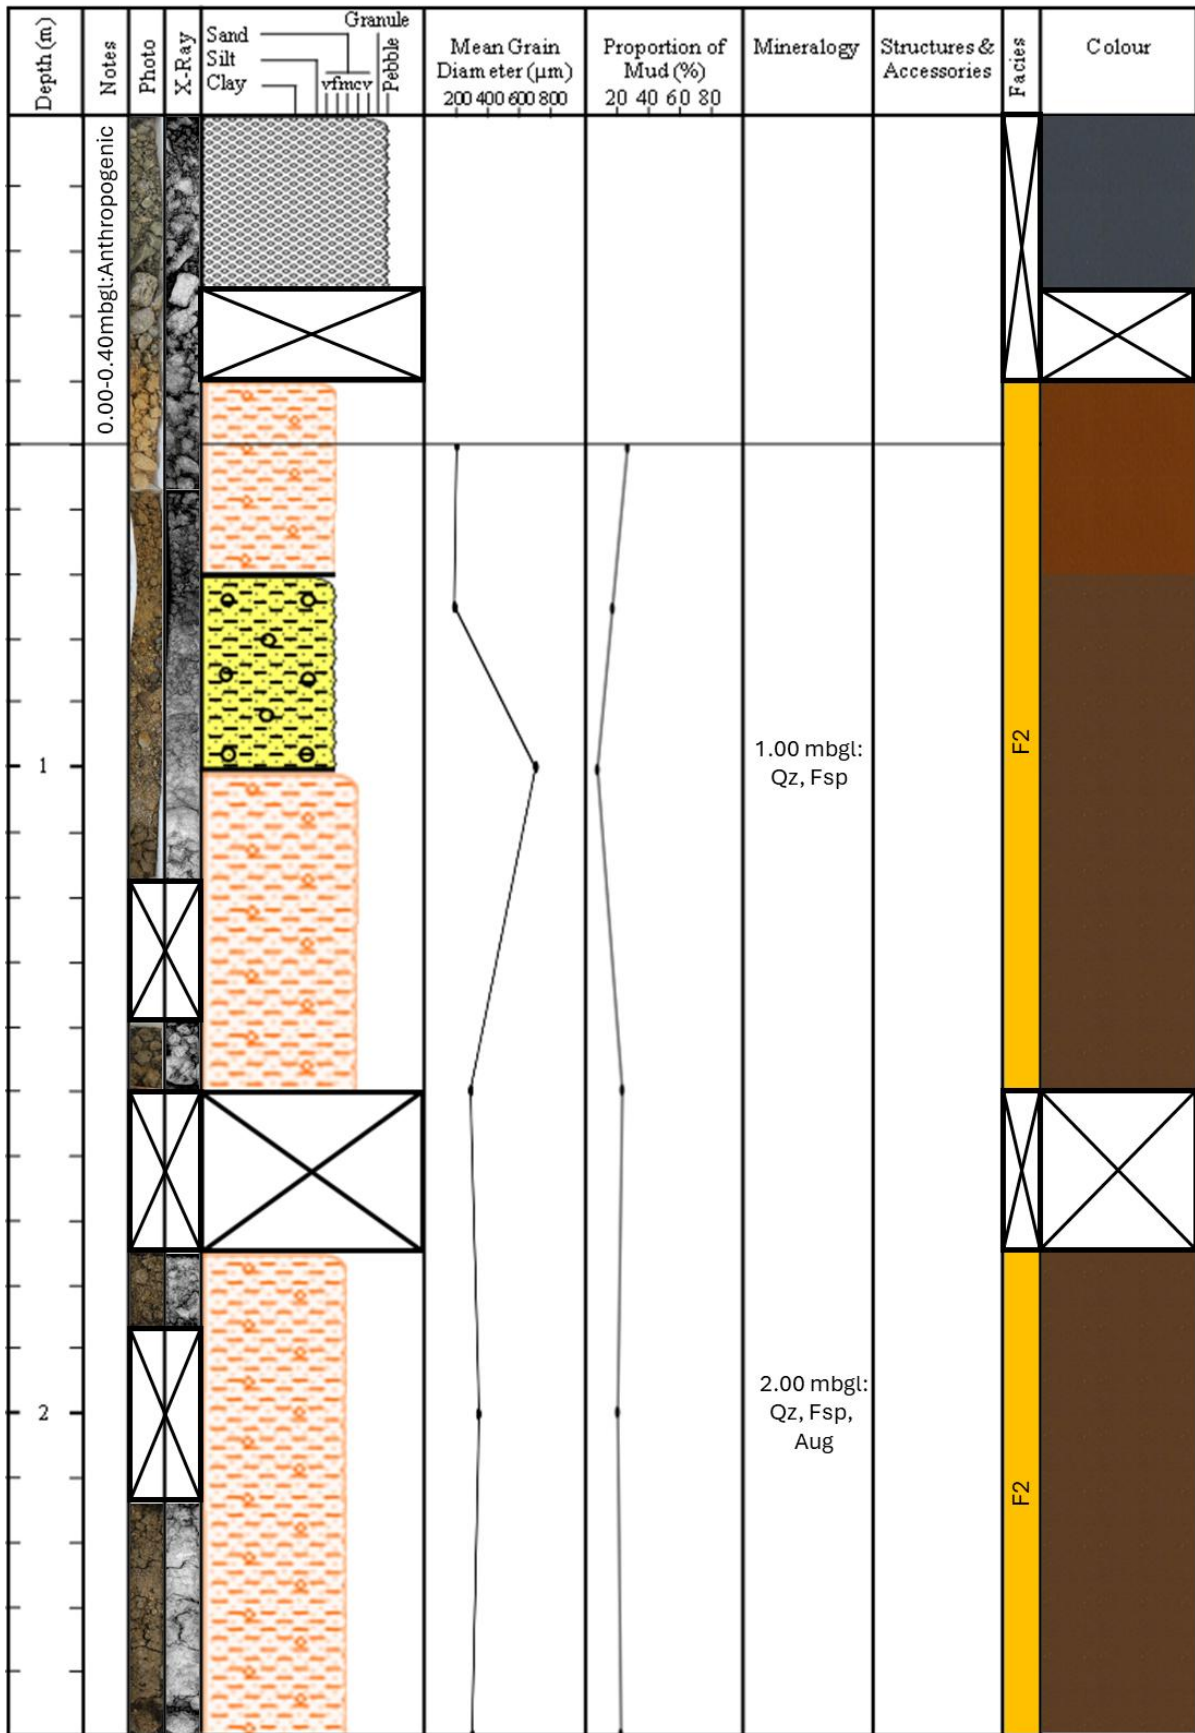 Depth (m)
Notes
Photo
X-Ray
Sand
Silt
Clay
vfmcv
Granule
Pebble
Mean Grain
Diameter (μm)
200 400 600 800
Proportion of
Mud (%)
20 40 60 80
Mineralogy
Structures &
Accessories
Facies
Colour
0.00-0.40mbgl:Anthropogenic
1
1.00 mbgl:
Qz, Fsp
F2
2
2.00 mbgl:
Qz, Fsp,
Aug
F2